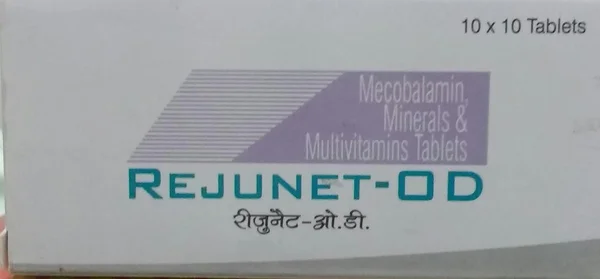 10 x 10 Tablets
Mecobalamin,
Minerals &
Multivitamins Tablets
REJUNET-OD
रीजुनैट-ओ.डी.